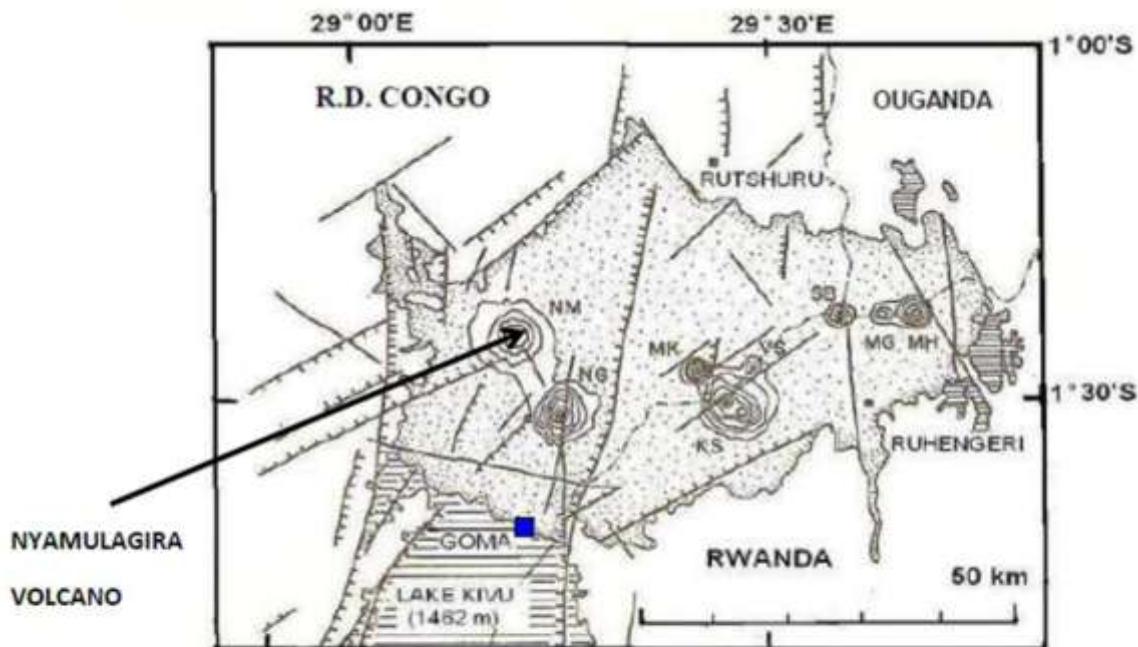 29°00'E
29°30'E
1°00'S
R.D. CONGO
OUGANDA
RUTSHURU
NM
SB
MG MH
MK
VS
NG
1°30'S
KS
RUHENGERI
NYAMULAGIRA
VOLCANO
GOMA
RWANDA
50 km
LAKE KIVU
(1462 m)